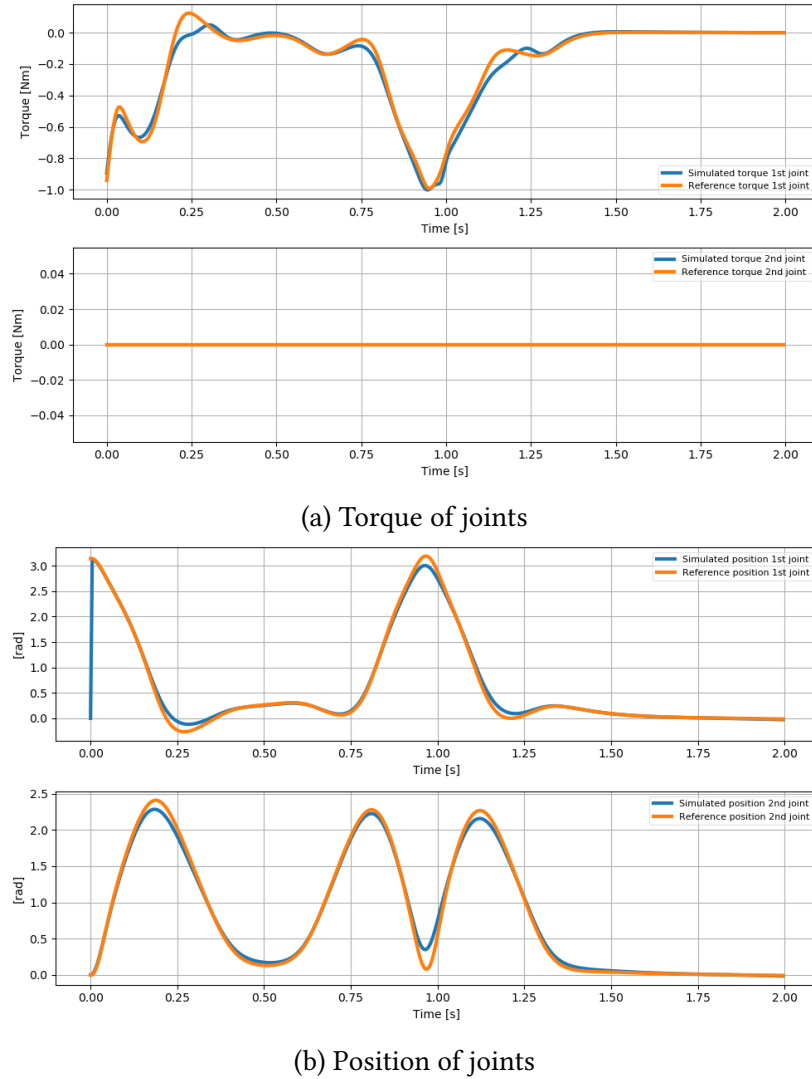 0.0
−0.2
−0.4
−0.6
−0.8
−1.0
Torque [Nm]
Simulated torque 1st joint
Reference torque 1st joint
0.00 0.25 0.50 0.75 1.00 1.25 1.50 1.75 2.00
Time [s]
0.04
0.02
0.00
−0.02
−0.04
Torque [Nm]
Simulated torque 2nd joint
Reference torque 2nd joint
0.00 0.25 0.50 0.75 1.00 1.25 1.50 1.75 2.00
Time [s]
(a) Torque of joints
3.0
2.5
2.0
1.5
1.0
0.5
0.0
[rad]
Simulated position 1st joint
Reference position 1st joint
0.00 0.25 0.50 0.75 1.00 1.25 1.50 1.75 2.00
Time [s]
2.5
2.0
1.5
1.0
0.5
0.0
[rad]
Simulated position 2nd joint
Reference position 2nd joint
0.00 0.25 0.50 0.75 1.00 1.25 1.50 1.75 2.00
Time [s]
(b) Position of joints